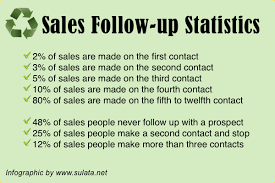 Sales Follow-up Statistics
2% of sales are made on the first contact
3% of sales are made on the second contact
5% of sales are made on the third contact
10% of sales are made on the fourth contact
80% of sales are made on the fifth to twelfth contact
48% of sales people never follow up with a prospect
25% of sales people make a second contact and stop
12% of sales people make more than three contacts
Infographic by www.sulata.net